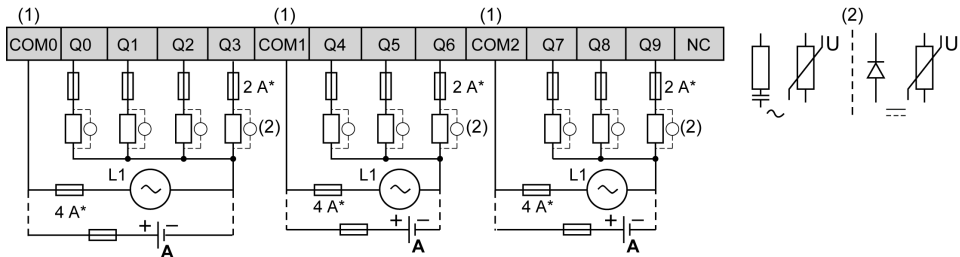 (1) (1) (1) (2)
COM0 Q0 Q1 Q2 Q3 COM1 Q4 Q5 Q6 COM2 Q7 Q8 Q9 NC
U U
2 A* 2 A* 2 A*
(2) (2) (2)
L1 L1 L1
4 A* 4 A* 4 A*
+ − + − + −
A A A